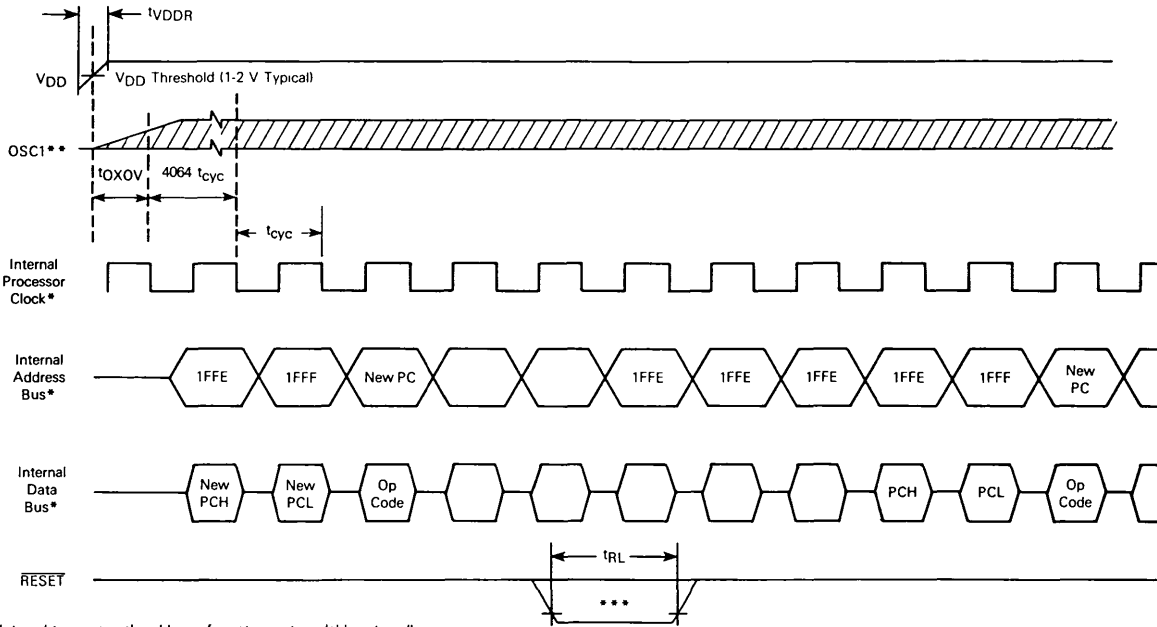 tVDDR
VDD
VDD Threshold (1-2 V Typical)
OSC1**
tOXOV
4064 tcyc
tcyc
Internal
Processor
Clock*
Internal
Address
Bus*
1FFE
1FFF
New PC
1FFE
1FFE
1FFE
1FFE
1FFF
New
PC
Internal
Data
Bus*
New
PCH
New
PCL
Op
Code
PCH
PCL
Op
Code
RESET
tRL
***